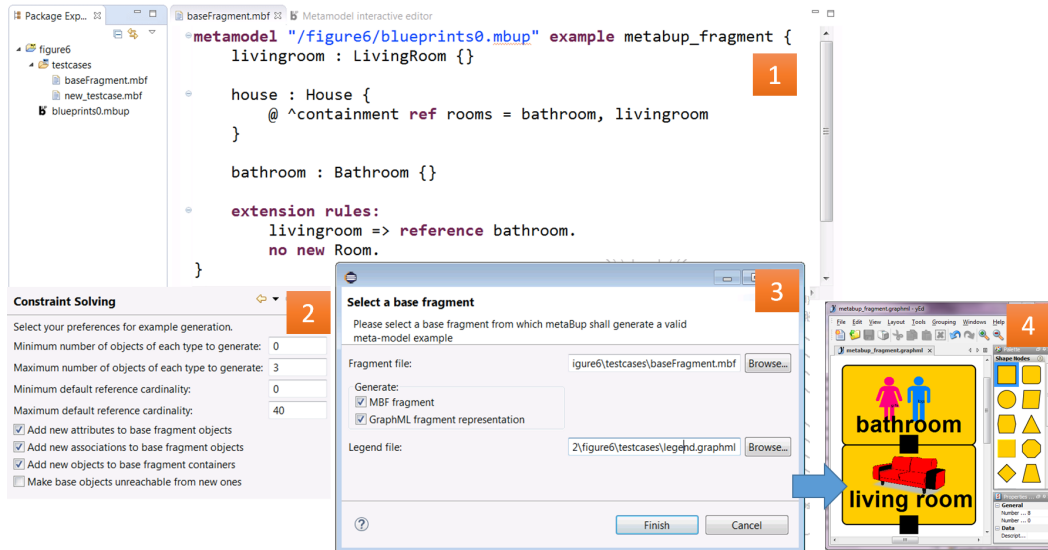 Package Exp...
baseFragment.mbf
Metamodel interactive editor
figure6
testcases
baseFragment.mbf
new_testcase.mbf
blueprints0.mbup
metamodel "/figure6/blueprints0.mbup" example metabup_fragment {
livingroom : LivingRoom {}
house : House {
@ ^containment ref rooms = bathroom, livingroom
}
bathroom : Bathroom {}
extension rules:
livingroom => reference bathroom.
no new Room.
}
1
Constraint Solving
2
Select your preferences for example generation.
Minimum number of objects of each type to generate: 0
Maximum number of objects of each type to generate: 3
Minimum default reference cardinality: 0
Maximum default reference cardinality: 40
Add new attributes to base fragment objects
Add new associations to base fragment objects
Add new objects to base fragment containers
Make base objects unreachable from new ones
3
Select a base fragment
Please select a base fragment from which metaBup shall generate a valid
meta-model example
Fragment file: igure6\testcases\baseFragment.mbf Browse...
Generate:
MBF fragment
GraphML fragment representation
Legend file: 2\figure6\testcases\legend.graphml Browse...
Finish
Cancel
4
metabup_fragment.graphml - yEd
File Edit View Layout Tools Grouping Windows Help
metabup_fragment.graphml
Shape Nodes
bathroom
living room
Properties ...
General
Number ... 8
Number ... 0
Data
Descript...